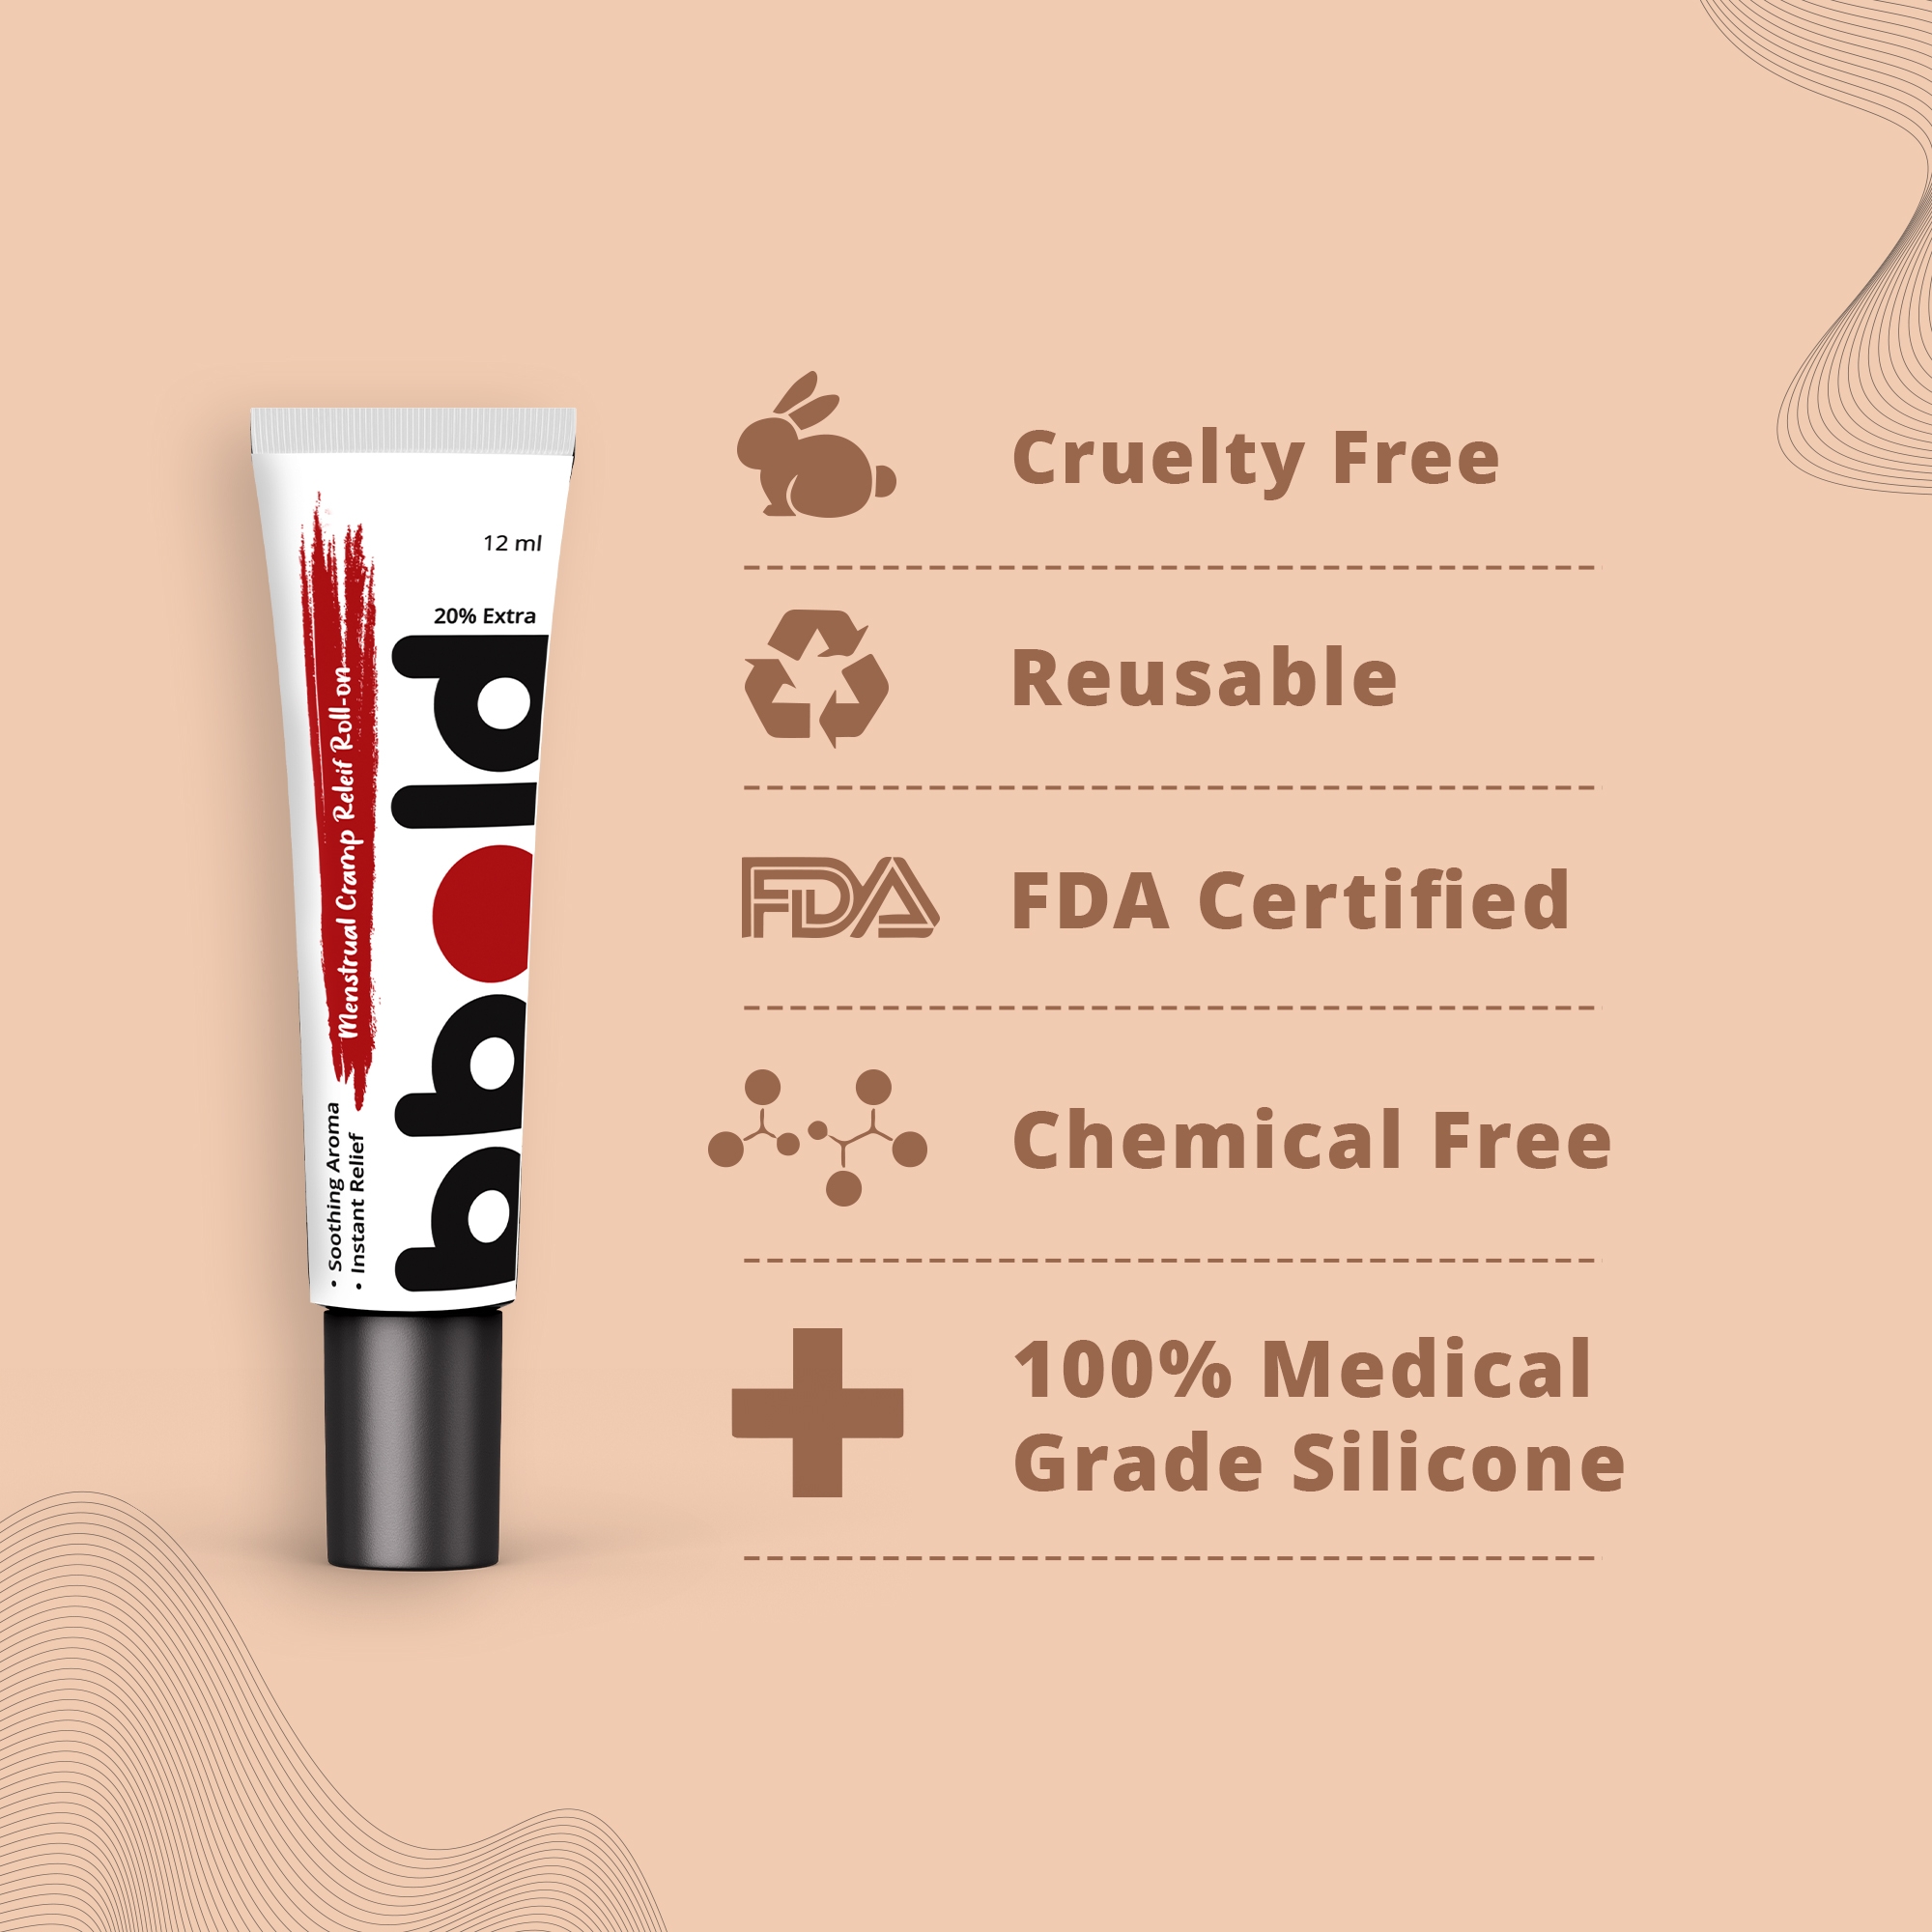 12 ml
20% Extra
bbold
Menstrual Cramp Releif Roll-on
• Soothing Aroma
• Instant Relief
Cruelty Free
Reusable
FDA
FDA Certified
Chemical Free
100% Medical
Grade Silicone